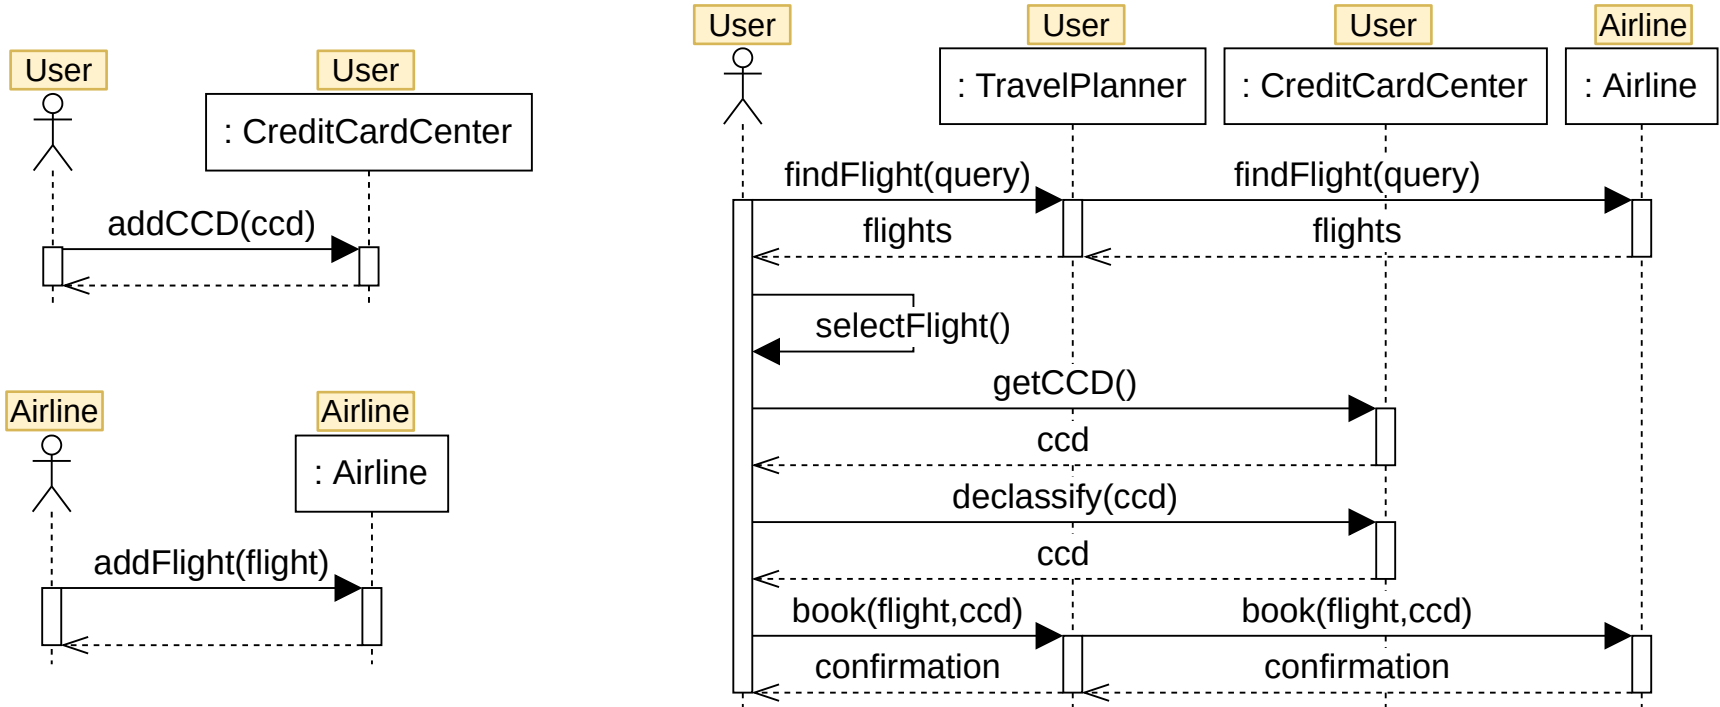 User
User
: CreditCardCenter
addCCD(ccd)
Airline
Airline
: Airline
addFlight(flight)
User
User
User
Airline
: TravelPlanner
: CreditCardCenter
: Airline
findFlight(query)
findFlight(query)
flights
flights
selectFlight()
getCCD()
ccd
declassify(ccd)
ccd
book(flight,ccd)
book(flight,ccd)
confirmation
confirmation